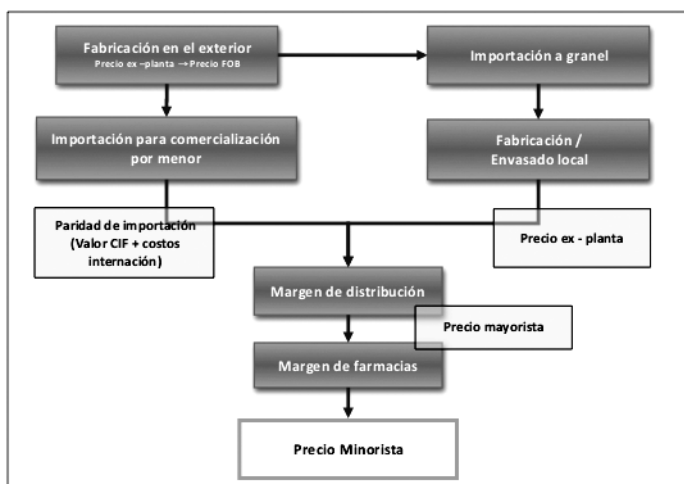 Fabricación en el exterior
Precio ex –planta → Precio FOB
Importación a granel
Importación para comercialización
por menor
Fabricación /
Envasado local
Paridad de importación
(Valor CIF + costos
internación)
Precio ex - planta
Margen de distribución
Precio mayorista
Margen de farmacias
Precio Minorista